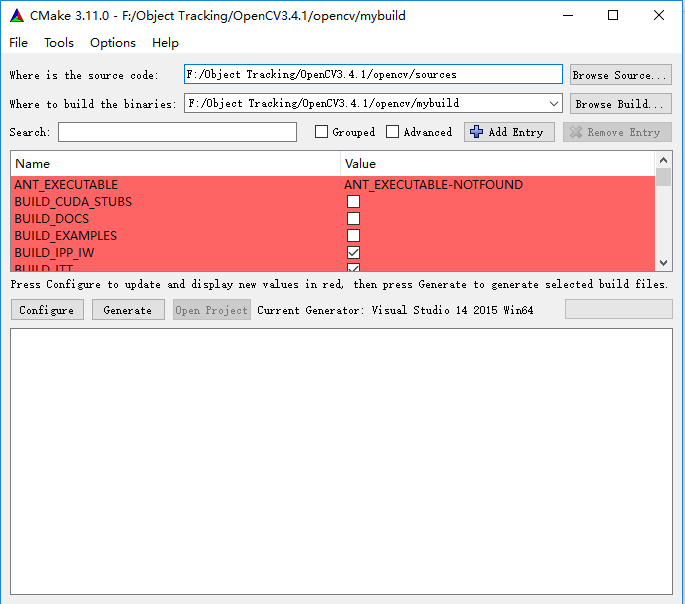 CMake 3.11.0 - F:/Object Tracking/OpenCV3.4.1/opencv/mybuild
File Tools Options Help
Where is the source code: F:/Object Tracking/OpenCV3.4.1/opencv/sources Browse Source...
Where to build the binaries: F:/Object Tracking/OpenCV3.4.1/opencv/mybuild Browse Build...
Search: Grouped Advanced Add Entry Remove Entry
Name Value
ANT_EXECUTABLE ANT_EXECUTABLE-NOTFOUND
BUILD_CUDA_STUBS
BUILD_DOCS
BUILD_EXAMPLES
BUILD_IPP_IW
BUILD_ITT
Press Configure to update and display new values in red, then press Generate to generate selected build files.
Configure Generate Open Project Current Generator: Visual Studio 14 2015 Win64